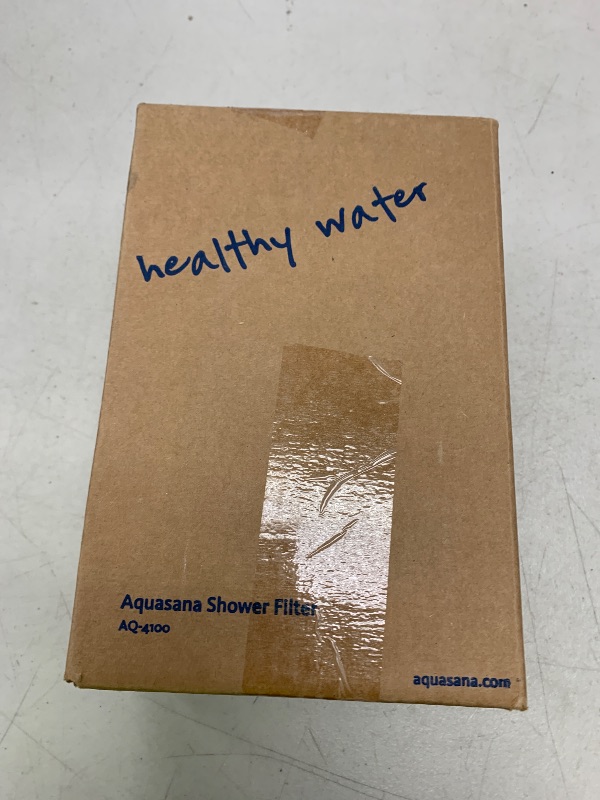 healthy water
Aquasana Shower Filter
AQ-4100
aquasana.com